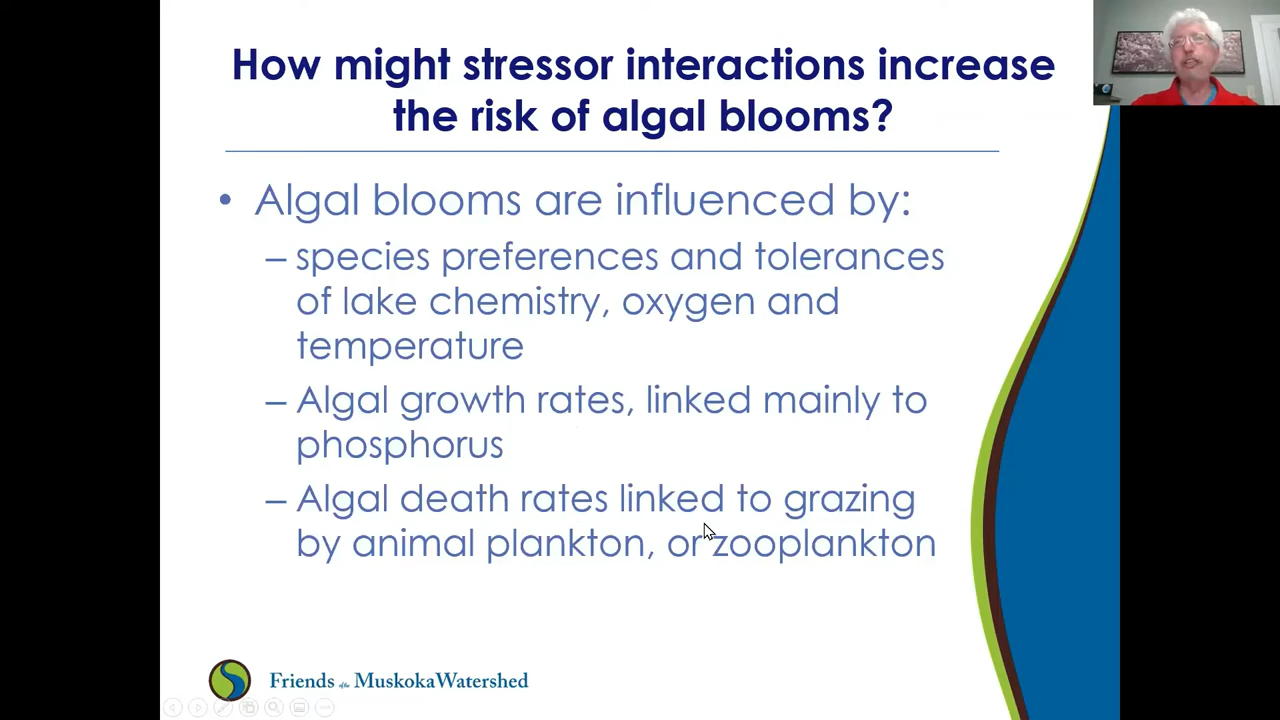 How might stressor interactions increase
the risk of algal blooms?
• Algal blooms are influenced by:
– species preferences and tolerances
of lake chemistry, oxygen and
temperature
– Algal growth rates, linked mainly to
phosphorus
– Algal death rates linked to grazing
by animal plankton, or zooplankton
Friends of the MuskokaWatershed